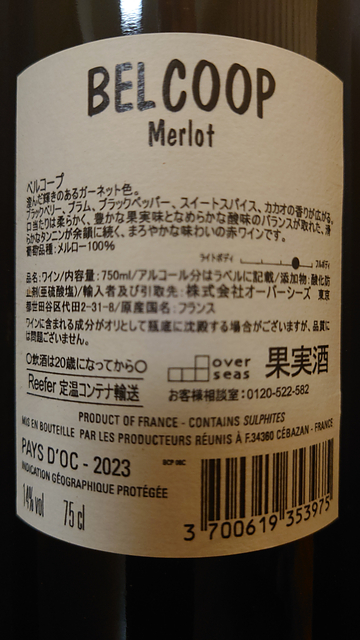 BELCOOP
Merlot
ベルコープ
澄んだ輝きのあるガーネット色。
ブラックベリー、プラム、ブラックペッパー、スイートスパイス、カカオの香りが広がる。
口当たりは柔らかく、豊かな果実味となめらかな酸味のバランスが取れた、滑
らかなタンニンが余韻に続く、まろやかな味わいの赤ワインです。
葡萄品種:メルロー100%
ライトボディ フルボディ
品名:ワイン/内容量:750ml/アルコール分はラベルに記載/添加物:酸化防
止剤(亜硫酸塩)/輸入者及び引取先:株式会社オーバーシーズ 東京
都世田谷区代田2-31-8/原産国名:フランス
ワインに含まれる成分がオリとして瓶底に沈殿する場合がございますが、品質に
は問題ございません。
〇飲酒は20歳になってから〇
over seas
果実酒
Reefer 定温コンテナ輸送
お客様相談室:0120-522-582
PRODUCT OF FRANCE - CONTAINS SULPHITES
MIS EN BOUTEILLE PAR LES PRODUCTEURS RÉUNIS À F.34360 CÉBAZAN - FRANCE
PAYS D'OC - 2023
INDICATION GÉOGRAPHIQUE PROTÉGÉE
14% vol 75 cl
3 700619 353975